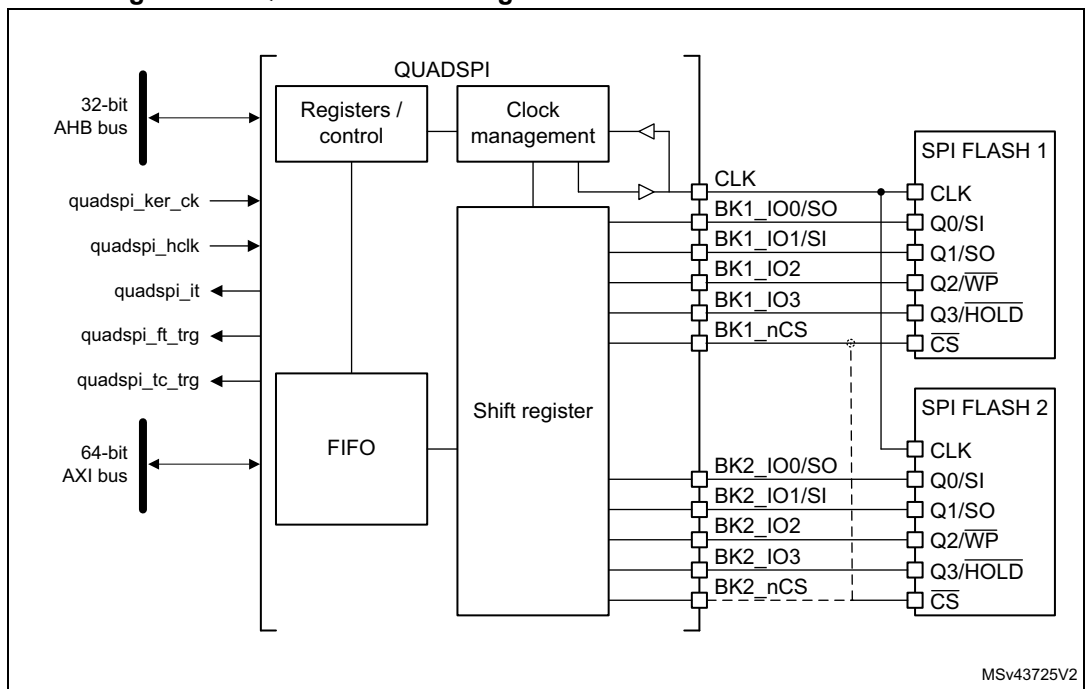 QUADSPI
32-bit
AHB bus
Registers /
control
Clock
management
quadspi_ker_ck
quadspi_hclk
quadspi_it
quadspi_ft_trg
quadspi_tc_trg
64-bit
AXI bus
FIFO
Shift register
CLK
BK1_IO0/SO
BK1_IO1/SI
BK1_IO2
BK1_IO3
BK1_nCS
BK2_IO0/SO
BK2_IO1/SI
BK2_IO2
BK2_IO3
BK2_nCS
SPI FLASH 1
CLK
Q0/SI
Q1/SO
Q2/WP
Q3/HOLD
CS
SPI FLASH 2
CLK
Q0/SI
Q1/SO
Q2/WP
Q3/HOLD
CS
MSv43725V2